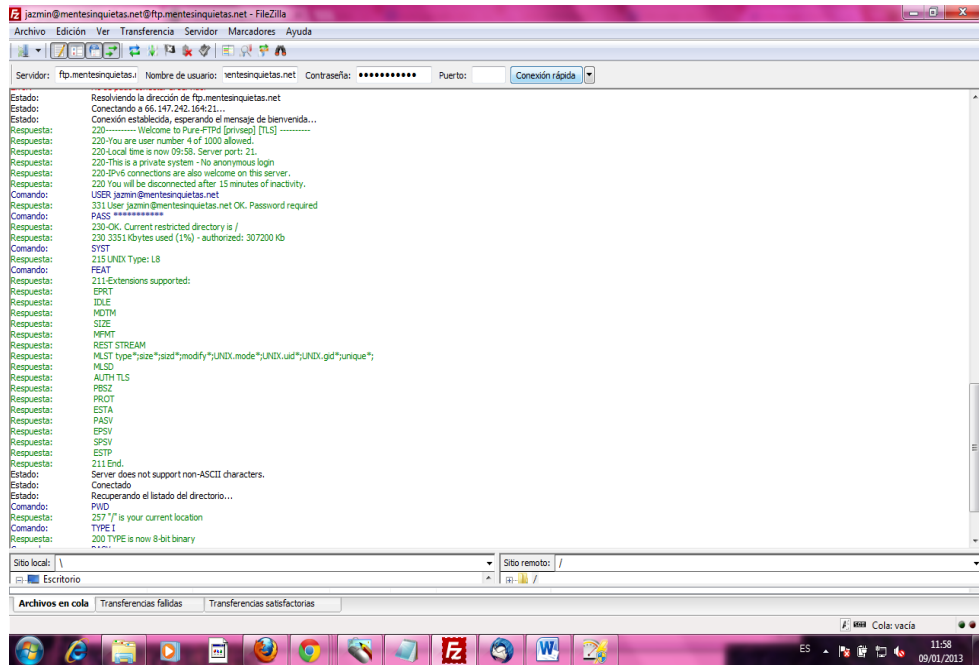 jazmin@mentesinquietas.net@ftp.mentesinquietas.net - FileZilla
Archivo Edición Ver Transferencia Servidor Marcadores Ayuda
Servidor: ftp.mentesinquietas. Nombre de usuario: entesinquietas.net Contraseña: ●●●●●●●●●●● Puerto: Conexión rápida
Estado: Resolviendo la dirección de ftp.mentesinquietas.net
Estado: Conectando a 66.147.242.164:21...
Estado: Conexión establecida, esperando el mensaje de bienvenida...
Respuesta: 220---------- Welcome to Pure-FTPd [privsep] [TLS] ----------
Respuesta: 220-You are user number 4 of 1000 allowed.
Respuesta: 220-Local time is now 09:58. Server port: 21.
Respuesta: 220-This is a private system - No anonymous login
Respuesta: 220-IPv6 connections are also welcome on this server.
Respuesta: 220 You will be disconnected after 15 minutes of inactivity.
Comando: USER jazmin@mentesinquietas.net
Respuesta: 331 User jazmin@mentesinquietas.net OK. Password required
Comando: PASS ***********
Respuesta: 230-OK. Current restricted directory is /
Respuesta: 230 3351 Kbytes used (1%) - authorized: 307200 Kb
Comando: SYST
Respuesta: 215 UNIX Type: L8
Comando: FEAT
Respuesta: 211-Extensions supported:
Respuesta: EPRT
Respuesta: IDLE
Respuesta: MDTM
Respuesta: SIZE
Respuesta: MFMT
Respuesta: REST STREAM
Respuesta: MLST type*;size*;sizd*;modify*;UNIX.mode*;UNIX.uid*;UNIX.gid*;unique*;
Respuesta: MLSD
Respuesta: AUTH TLS
Respuesta: PBSZ
Respuesta: PROT
Respuesta: ESTA
Respuesta: PASV
Respuesta: EPSV
Respuesta: SPSV
Respuesta: ESTP
Respuesta: 211 End.
Estado: Server does not support non-ASCII characters.
Estado: Conectado
Estado: Recuperando el listado del directorio...
Comando: PWD
Respuesta: 257 "/" is your current location
Comando: TYPE I
Respuesta: 200 TYPE is now 8-bit binary
Sitio local: \ Sitio remoto: /
Escritorio /
Archivos en cola Transferencias fallidas Transferencias satisfactorias
Cola: vacía
ES 11:58
09/01/2013